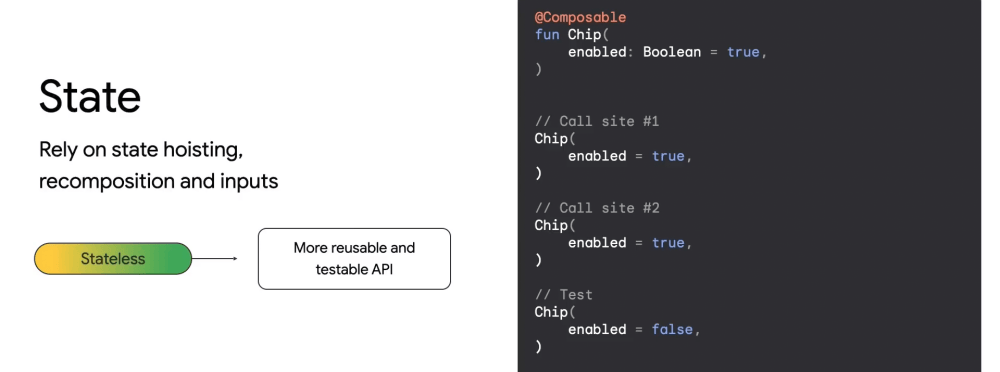 State
Rely on state hoisting,
recomposition and inputs
Stateless
More reusable and
testable API
@Composable
fun Chip(
    enabled: Boolean = true,
)
// Call site #1
Chip(
    enabled = true,
)
// Call site #2
Chip(
    enabled = true,
)
// Test
Chip(
    enabled = false,
)